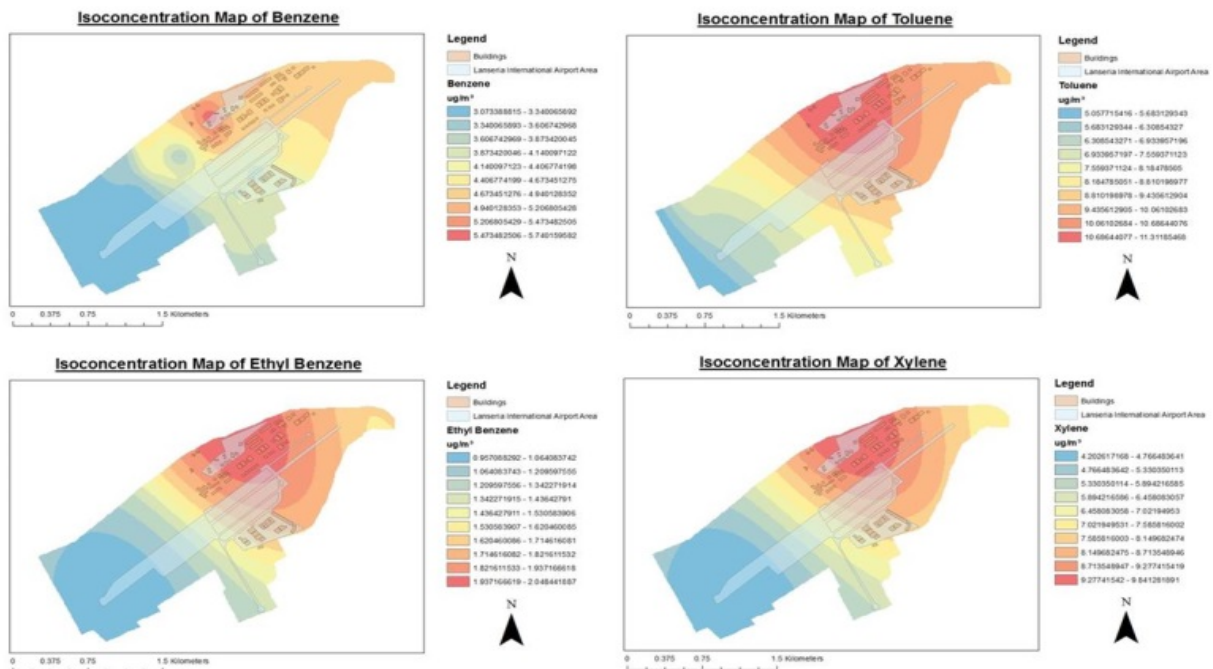 Isoconcentration Map of Benzene
Legend
Buildings
Lanseria International Airport Area
Benzene
ug/m³
3.073388815 - 3.340065692
3.340065893 - 3.606742968
3.606742969 - 3.873420045
3.873420046 - 4.140097122
4.140097123 - 4.406774198
4.406774199 - 4.673451275
4.673451276 - 4.940128352
4.940128353 - 5.206805428
5.206805429 - 5.473482505
5.473482506 - 5.740159582
N
0 0.375 0.75 1.5 Kilometers
Isoconcentration Map of Toluene
Legend
Buildings
Lanseria International Airport Area
Toluene
ug/m³
5.057715416 - 5.683129343
5.683129344 - 6.30854327
6.308543271 - 6.933957196
6.933957197 - 7.559371123
7.559371124 - 8.18478505
8.184785051 - 8.810198977
8.810198978 - 9.435612904
9.435612905 - 10.06102683
10.06102684 - 10.68644076
10.68644077 - 11.31185468
N
0 0.375 0.75 1.5 Kilometers
Isoconcentration Map of Ethyl Benzene
Legend
Buildings
Lanseria International Airport Area
Ethyl Benzene
ug/m³
0.957088292 - 1.064083742
1.064083743 - 1.209597555
1.209597556 - 1.342271914
1.342271915 - 1.43642791
1.436427911 - 1.530583906
1.530583907 - 1.620460085
1.620460086 - 1.714616081
1.714616082 - 1.821611532
1.821611533 - 1.937166618
1.937166619 - 2.048441887
N
0 0.375 0.75 1.5 Kilometers
Isoconcentration Map of Xylene
Legend
Buildings
Lanseria International Airport Area
Xylene
ug/m³
4.202617168 - 4.766483641
4.766483642 - 5.330350113
5.330350114 - 5.894216585
5.894216586 - 6.458083057
6.458083058 - 7.02194953
7.021949531 - 7.585816002
7.585816003 - 8.149682474
8.149682475 - 8.713548946
8.713548947 - 9.277415419
9.27741542 - 9.841281891
N
0 0.375 0.75 1.5 Kilometers